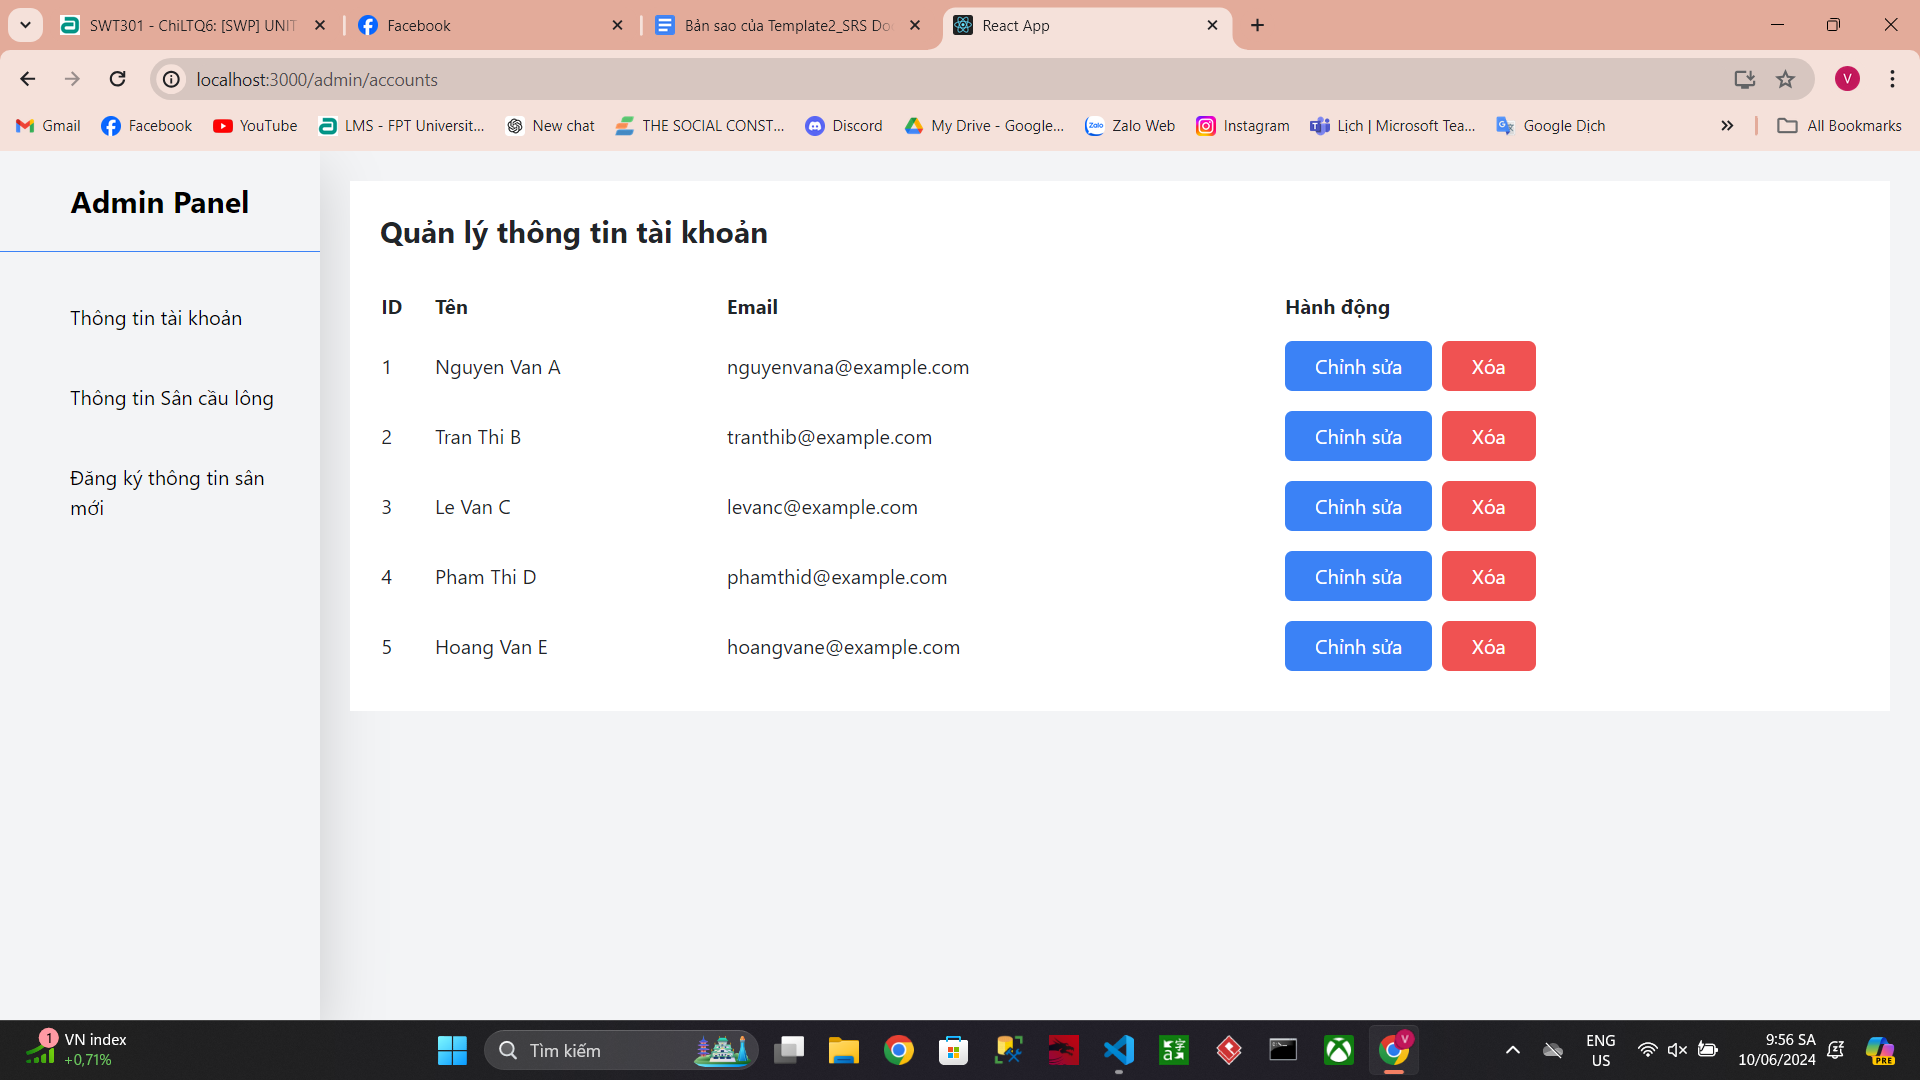 SWT301 - ChiLTQ6: [SWP] UNIT
Facebook
Bản sao của Template2_SRS Do
React App
localhost:3000/admin/accounts
V
Gmail
Facebook
YouTube
LMS - FPT Universit...
New chat
THE SOCIAL CONST...
Discord
My Drive - Google...
Zalo Web
Instagram
Lịch | Microsoft Tea...
Google Dịch
All Bookmarks
Admin Panel
Thông tin tài khoản
Thông tin Sân cầu lông
Đăng ký thông tin sân
mới
Quản lý thông tin tài khoản
ID Tên Email Hành động
1 Nguyen Van A nguyenvana@example.com Chỉnh sửa Xóa
2 Tran Thi B tranthib@example.com Chỉnh sửa Xóa
3 Le Van C levanc@example.com Chỉnh sửa Xóa
4 Pham Thi D phamthid@example.com Chỉnh sửa Xóa
5 Hoang Van E hoangvane@example.com Chỉnh sửa Xóa
1
VN index
+0,71%
Tìm kiếm
V
ENG
US
9:56 SA
10/06/2024
PRE